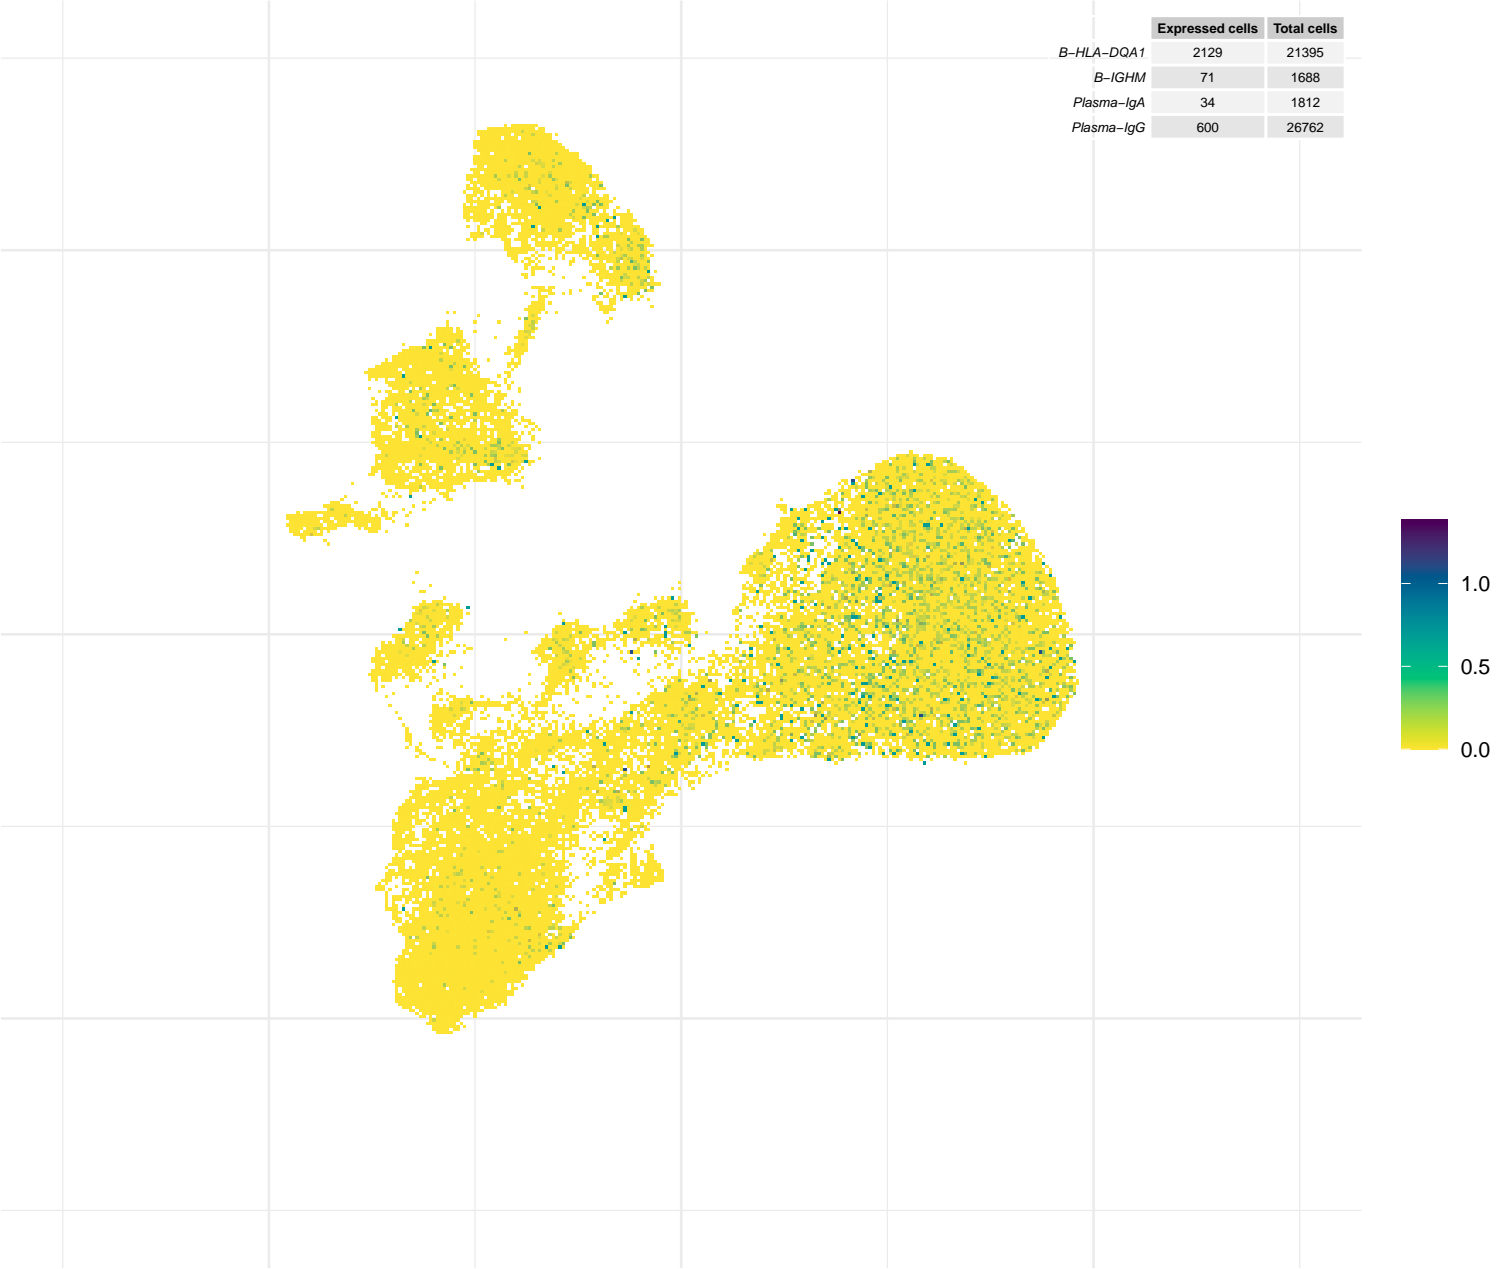 Expressed cells Total cells
B−HLA−DQA1 2129 21395
B−IGHM 71 1688
Plasma−IgA 34 1812
Plasma−IgG 600 26762
1.0
0.5
0.0